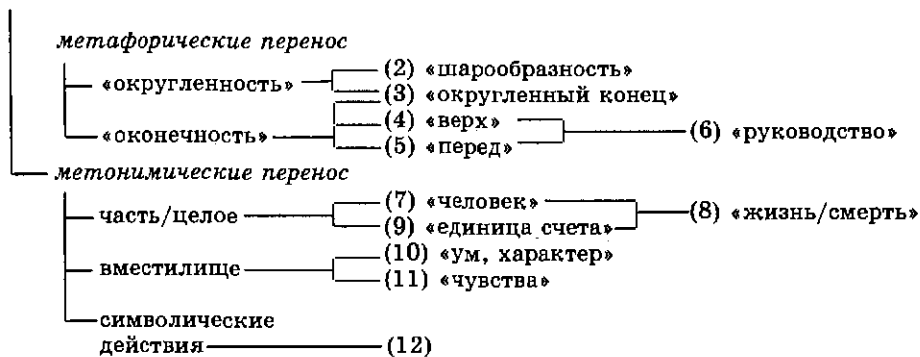 метафорические перенос
(2) «шарообразность»
«округленность»
(3) «округленный конец»
(4) «верх»
«оконечность»
(6) «руководство»
(5) «перед»
метонимические перенос
(7) «человек»
часть/целое
(8) «жизнь/смерть»
(9) «единица счета»
(10) «ум, характер»
вместилище
(11) «чувства»
символические
действия (12)